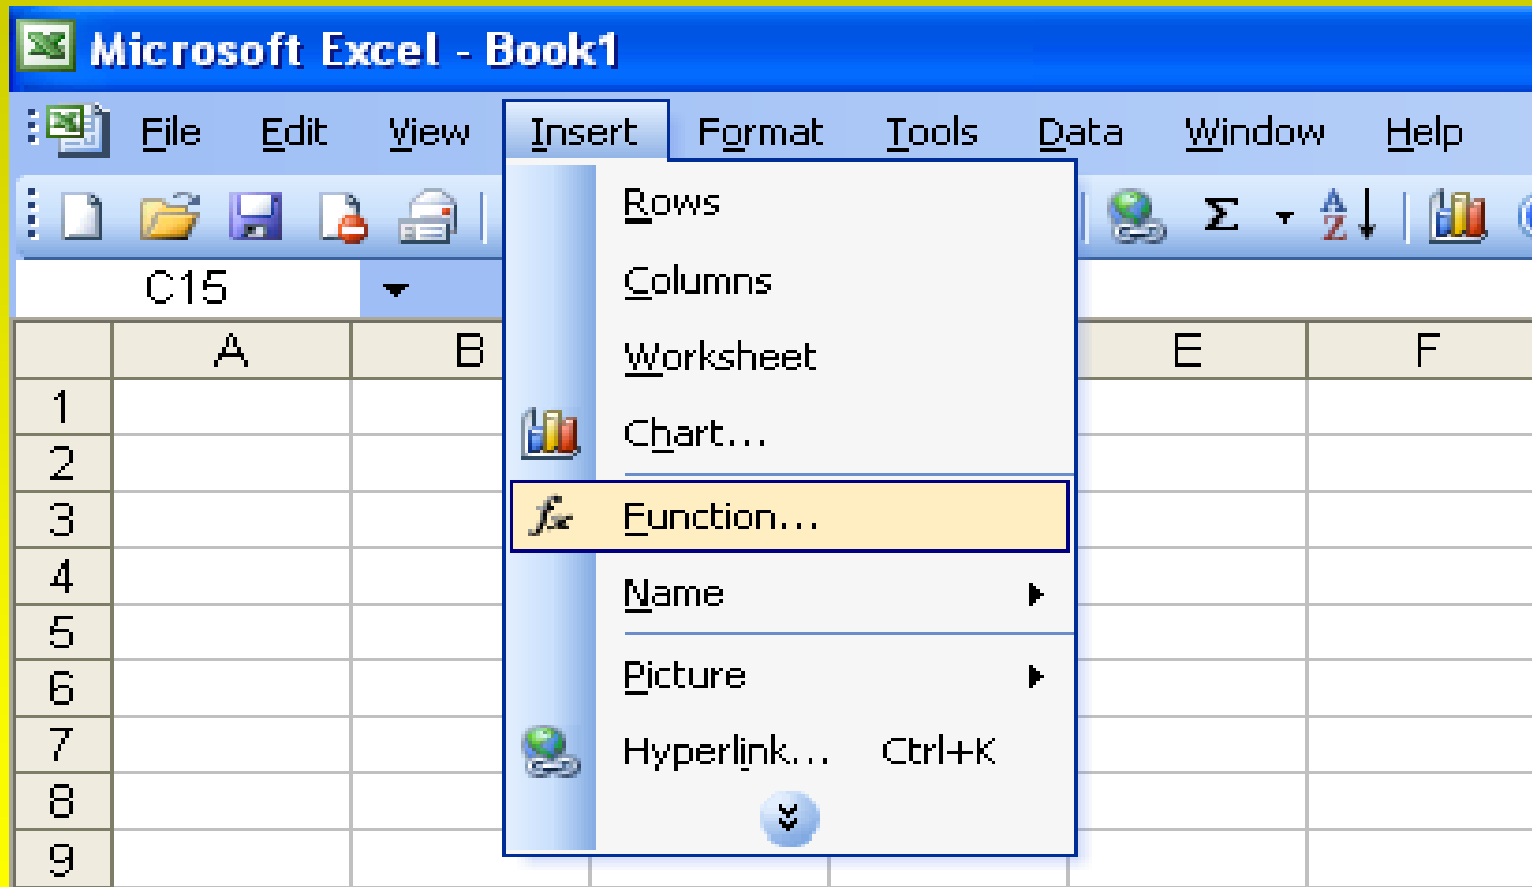 Microsoft Excel - Book1
File Edit View Insert Format Tools Data Window Help
Rows
C15
Columns
A B E F
Worksheet
1
Chart...
2
3
fx Function...
4
Name
5
6
Picture
7
Hyperlink... Ctrl+K
8
9